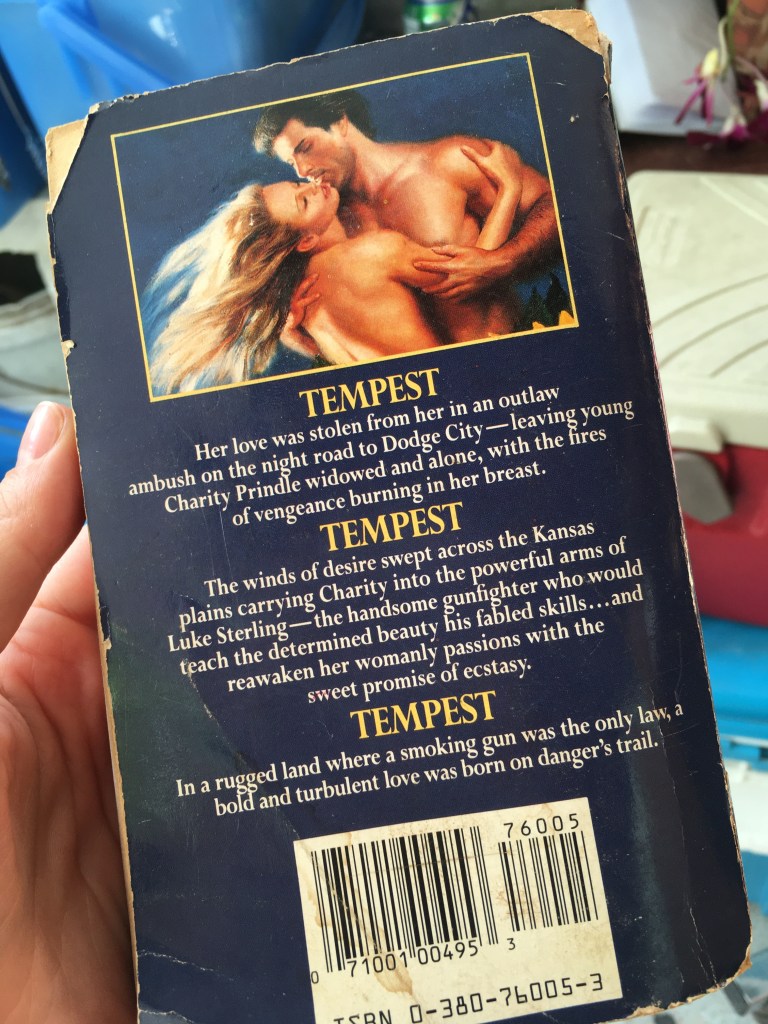 TEMPEST
Her love was stolen from her in an outlaw
ambush on the night road to Dodge City—leaving young
Charity Prindle widowed and alone, with the fires
of vengeance burning in her breast.
TEMPEST
The winds of desire swept across the Kansas
plains carrying Charity into the powerful arms of
Luke Sterling—the handsome gunfighter who would
teach the determined beauty his fabled skills...and
reawaken her womanly passions with the
sweet promise of ecstasy.
TEMPEST
In a rugged land where a smoking gun was the only law, a
bold and turbulent love was born on danger's trail.
76005
0 71001 00495 3
ISBN 0-380-76005-3